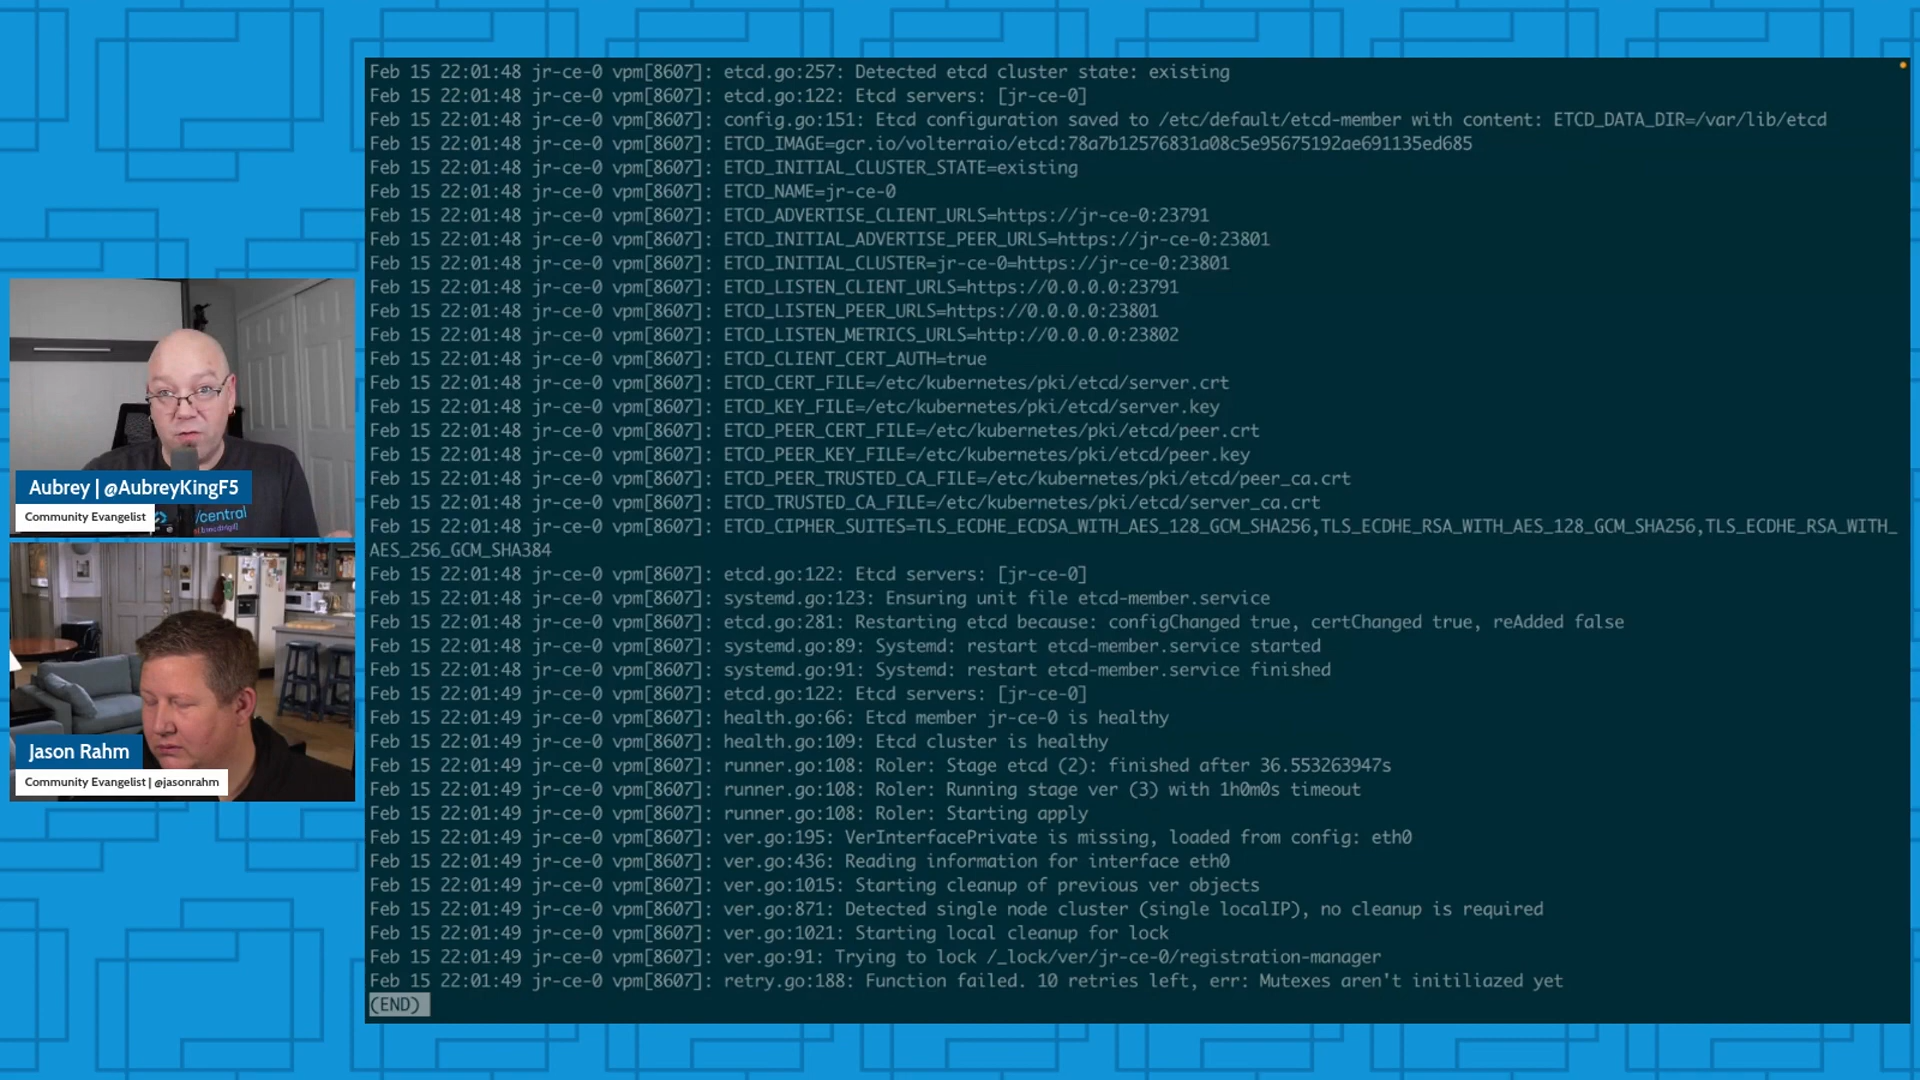 Feb 15 22:01:48 jr-ce-0 vpm[8607]: etcd.go:257: Detected etcd cluster state: existing
Feb 15 22:01:48 jr-ce-0 vpm[8607]: etcd.go:122: Etcd servers: [jr-ce-0]
Feb 15 22:01:48 jr-ce-0 vpm[8607]: config.go:151: Etcd configuration saved to /etc/default/etcd-member with content: ETCD_DATA_DIR=/var/lib/etcd
Feb 15 22:01:48 jr-ce-0 vpm[8607]: ETCD_IMAGE=gcr.io/volterraio/etcd:78a7b12576831a08c5e95675192ae691135ed685
Feb 15 22:01:48 jr-ce-0 vpm[8607]: ETCD_INITIAL_CLUSTER_STATE=existing
Feb 15 22:01:48 jr-ce-0 vpm[8607]: ETCD_NAME=jr-ce-0
Feb 15 22:01:48 jr-ce-0 vpm[8607]: ETCD_ADVERTISE_CLIENT_URLS=https://jr-ce-0:23791
Feb 15 22:01:48 jr-ce-0 vpm[8607]: ETCD_INITIAL_ADVERTISE_PEER_URLS=https://jr-ce-0:23801
Feb 15 22:01:48 jr-ce-0 vpm[8607]: ETCD_INITIAL_CLUSTER=jr-ce-0=https://jr-ce-0:23801
Feb 15 22:01:48 jr-ce-0 vpm[8607]: ETCD_LISTEN_CLIENT_URLS=https://0.0.0.0:23791
Feb 15 22:01:48 jr-ce-0 vpm[8607]: ETCD_LISTEN_PEER_URLS=https://0.0.0.0:23801
Feb 15 22:01:48 jr-ce-0 vpm[8607]: ETCD_LISTEN_METRICS_URLS=http://0.0.0.0:23802
Feb 15 22:01:48 jr-ce-0 vpm[8607]: ETCD_CLIENT_CERT_AUTH=true
Feb 15 22:01:48 jr-ce-0 vpm[8607]: ETCD_CERT_FILE=/etc/kubernetes/pki/etcd/server.crt
Feb 15 22:01:48 jr-ce-0 vpm[8607]: ETCD_KEY_FILE=/etc/kubernetes/pki/etcd/server.key
Feb 15 22:01:48 jr-ce-0 vpm[8607]: ETCD_PEER_CERT_FILE=/etc/kubernetes/pki/etcd/peer.crt
Feb 15 22:01:48 jr-ce-0 vpm[8607]: ETCD_PEER_KEY_FILE=/etc/kubernetes/pki/etcd/peer.key
Feb 15 22:01:48 jr-ce-0 vpm[8607]: ETCD_PEER_TRUSTED_CA_FILE=/etc/kubernetes/pki/etcd/peer_ca.crt
Feb 15 22:01:48 jr-ce-0 vpm[8607]: ETCD_TRUSTED_CA_FILE=/etc/kubernetes/pki/etcd/server_ca.crt
Feb 15 22:01:48 jr-ce-0 vpm[8607]: ETCD_CIPHER_SUITES=TLS_ECDHE_ECDSA_WITH_AES_128_GCM_SHA256,TLS_ECDHE_RSA_WITH_AES_128_GCM_SHA256,TLS_ECDHE_RSA_WITH_
AES_256_GCM_SHA384
Feb 15 22:01:48 jr-ce-0 vpm[8607]: etcd.go:122: Etcd servers: [jr-ce-0]
Feb 15 22:01:48 jr-ce-0 vpm[8607]: systemd.go:123: Ensuring unit file etcd-member.service
Feb 15 22:01:48 jr-ce-0 vpm[8607]: etcd.go:281: Restarting etcd because: configChanged true, certChanged true, reAdded false
Feb 15 22:01:48 jr-ce-0 vpm[8607]: systemd.go:89: Systemd: restart etcd-member.service started
Feb 15 22:01:48 jr-ce-0 vpm[8607]: systemd.go:91: Systemd: restart etcd-member.service finished
Feb 15 22:01:49 jr-ce-0 vpm[8607]: etcd.go:122: Etcd servers: [jr-ce-0]
Feb 15 22:01:49 jr-ce-0 vpm[8607]: health.go:66: Etcd member jr-ce-0 is healthy
Feb 15 22:01:49 jr-ce-0 vpm[8607]: health.go:109: Etcd cluster is healthy
Feb 15 22:01:49 jr-ce-0 vpm[8607]: runner.go:108: Roler: Stage etcd (2): finished after 36.553263947s
Feb 15 22:01:49 jr-ce-0 vpm[8607]: runner.go:108: Roler: Running stage ver (3) with 1h0m0s timeout
Feb 15 22:01:49 jr-ce-0 vpm[8607]: runner.go:108: Roler: Starting apply
Feb 15 22:01:49 jr-ce-0 vpm[8607]: ver.go:195: VerInterfacePrivate is missing, loaded from config: eth0
Feb 15 22:01:49 jr-ce-0 vpm[8607]: ver.go:436: Reading information for interface eth0
Feb 15 22:01:49 jr-ce-0 vpm[8607]: ver.go:1015: Starting cleanup of previous ver objects
Feb 15 22:01:49 jr-ce-0 vpm[8607]: ver.go:871: Detected single node cluster (single localIP), no cleanup is required
Feb 15 22:01:49 jr-ce-0 vpm[8607]: ver.go:1021: Starting local cleanup for lock
Feb 15 22:01:49 jr-ce-0 vpm[8607]: ver.go:91: Trying to lock /_lock/ver/jr-ce-0/registration-manager
Feb 15 22:01:49 jr-ce-0 vpm[8607]: retry.go:188: Function failed. 10 retries left, err: Mutexes aren't initiliazed yet
(END)
Aubrey | @AubreyKingF5
Community Evangelist
/central
Jason Rahm
Community Evangelist | @jasonrahm